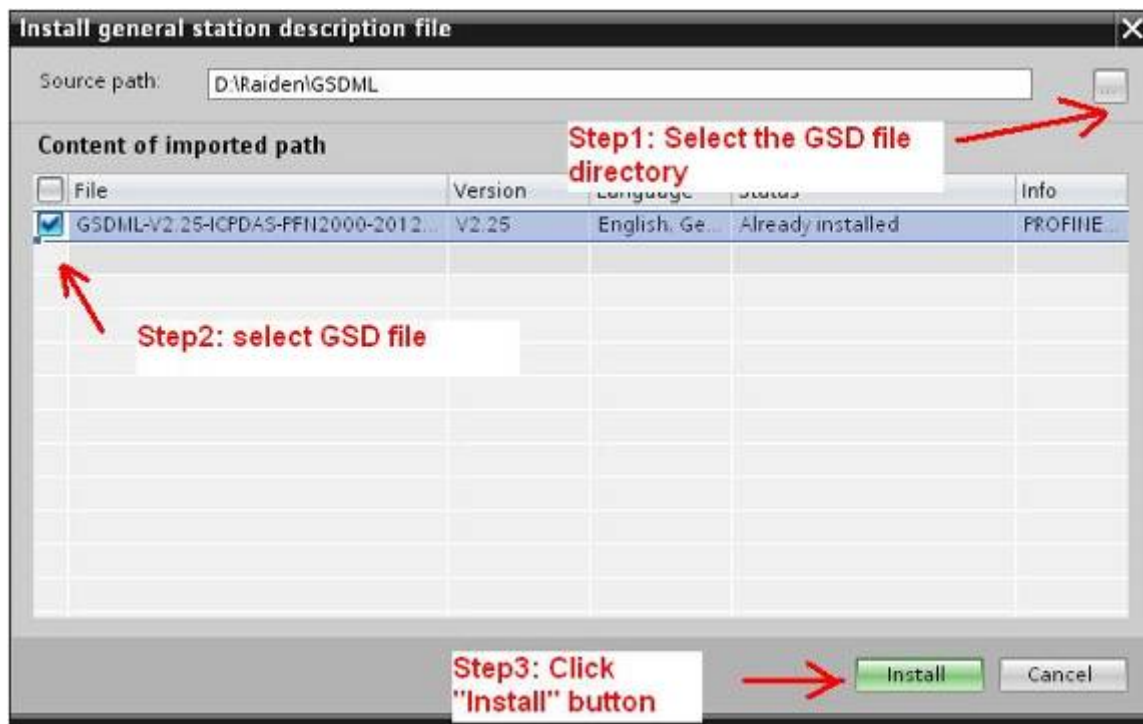 Install general station description file
Source path: D:\Raiden\GSDML ...
Step1: Select the GSD file
directory
Content of imported path
File Version Language Status Info
GSDML-V2.25-ICPDAS-PFN2000-2012... V2.25 English, Ge... Already installed PROFINE...
Step2: select GSD file
Step3: Click
"Install" button
Install Cancel